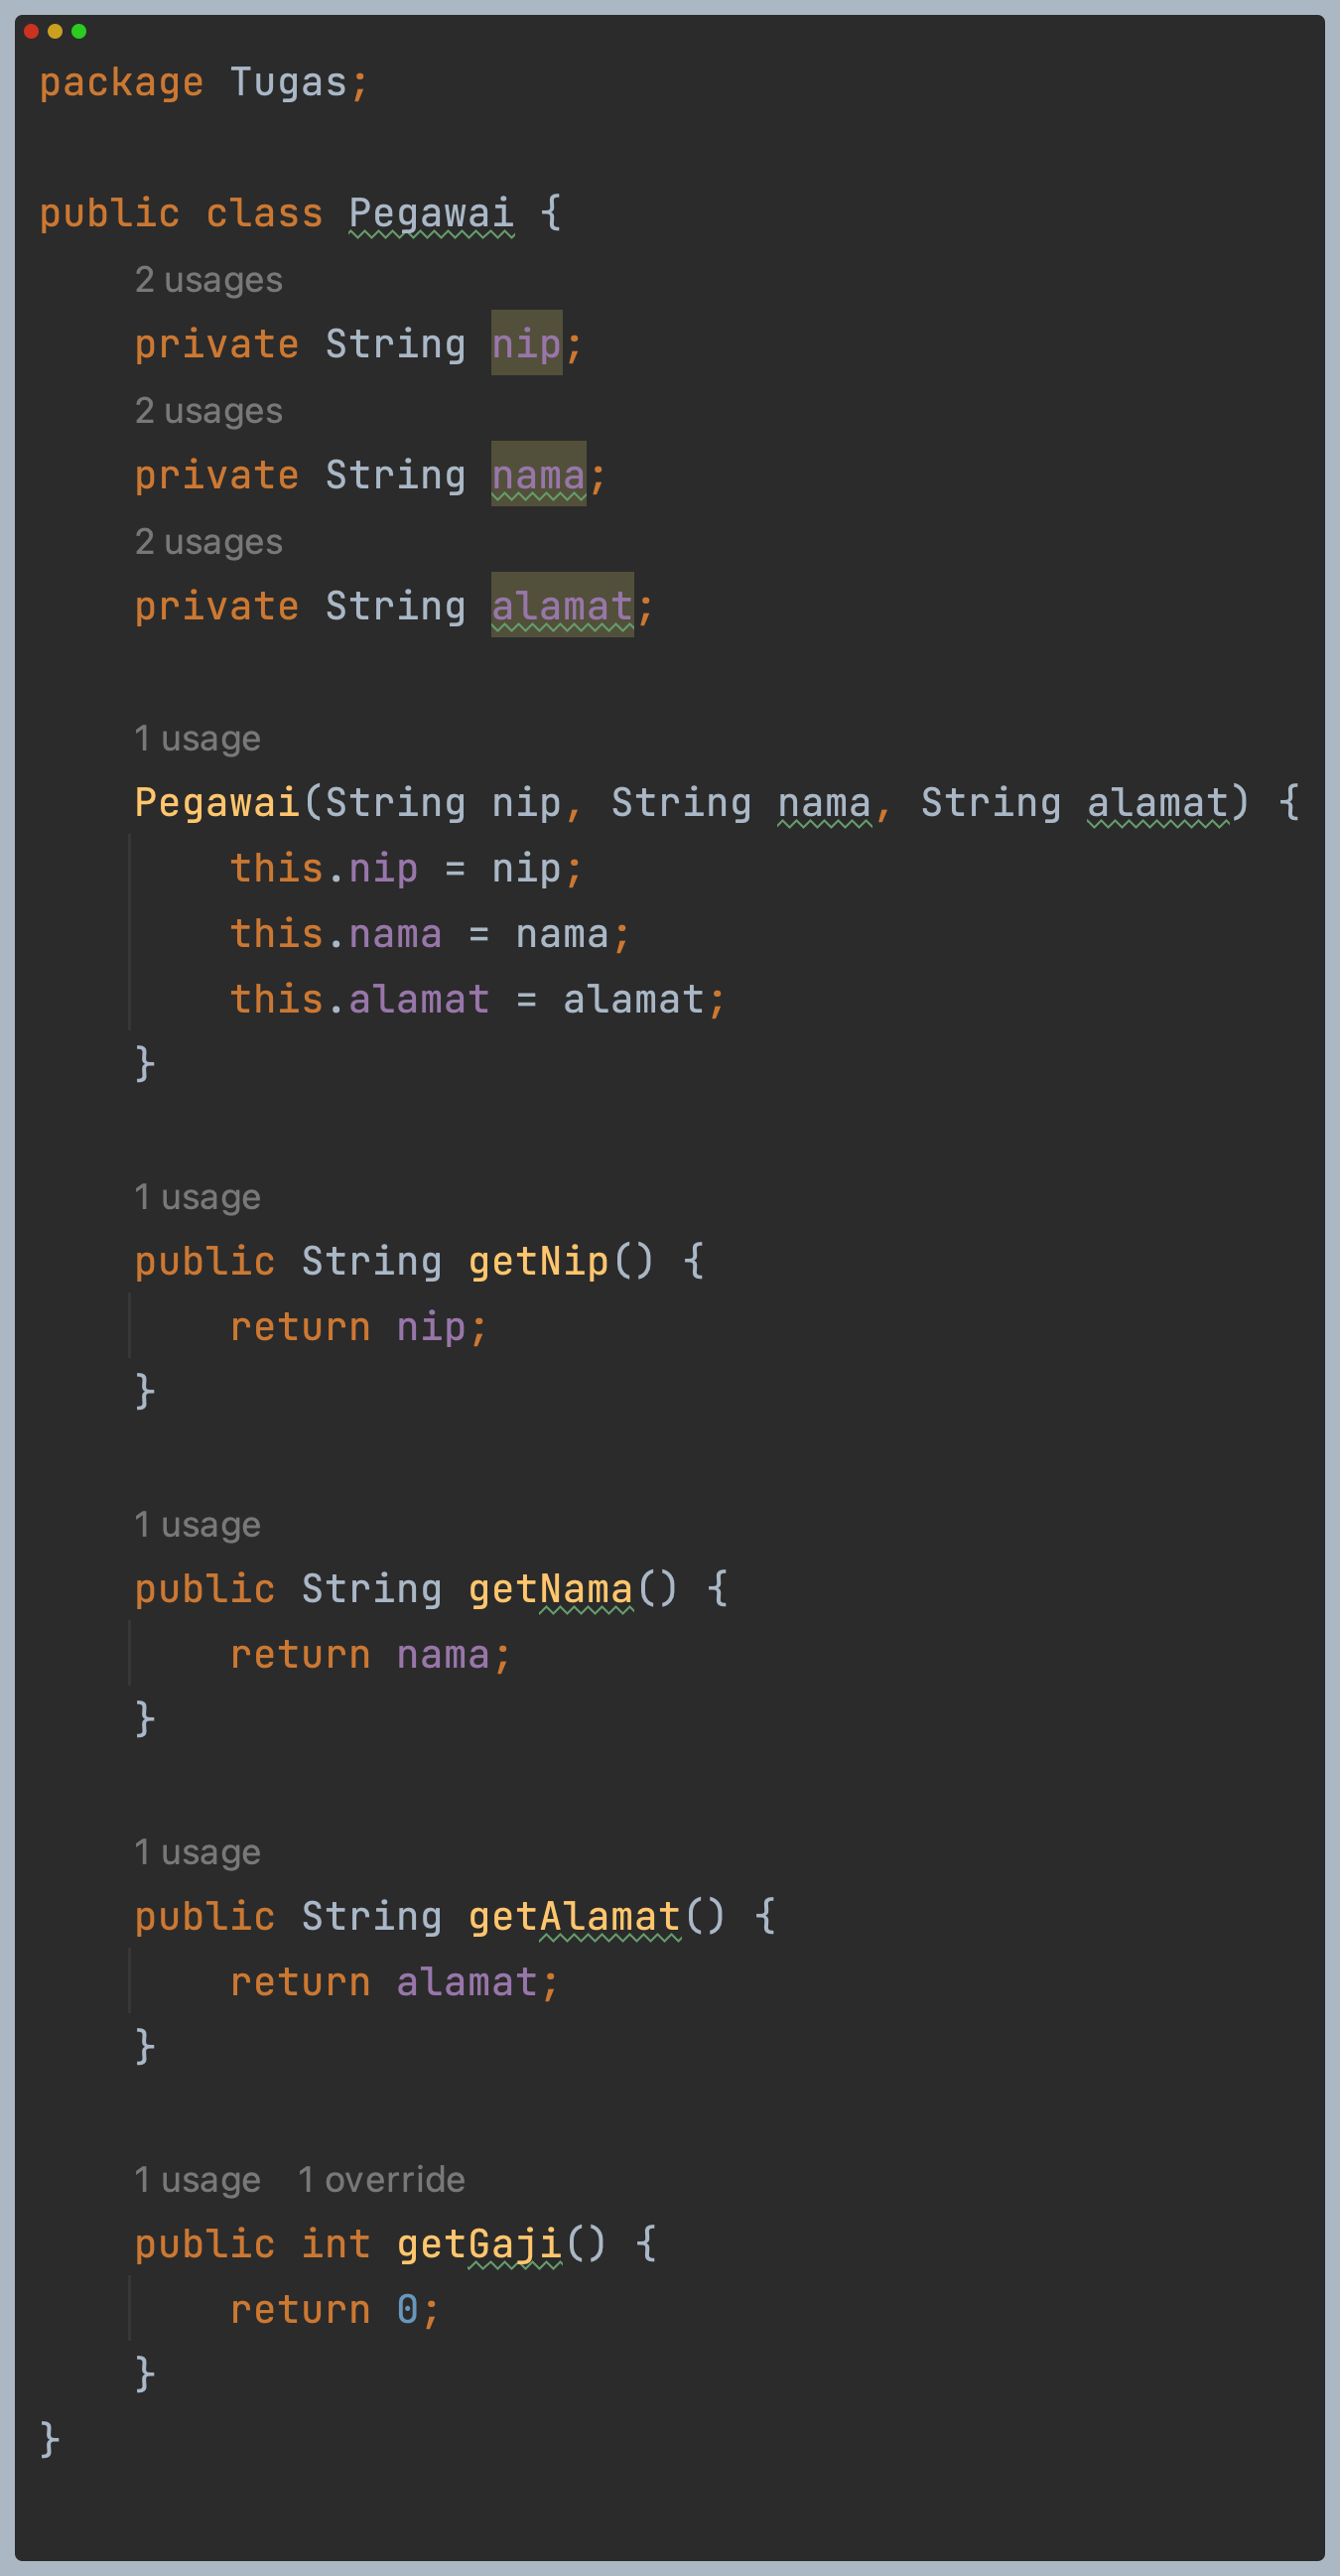 package Tugas;
public class Pegawai {
2 usages
private String nip;
2 usages
private String nama;
2 usages
private String alamat;
1 usage
Pegawai(String nip, String nama, String alamat) {
this.nip = nip;
this.nama = nama;
this.alamat = alamat;
}
1 usage
public String getNip() {
return nip;
}
1 usage
public String getNama() {
return nama;
}
1 usage
public String getAlamat() {
return alamat;
}
1 usage 1 override
public int getGaji() {
return 0;
}
}